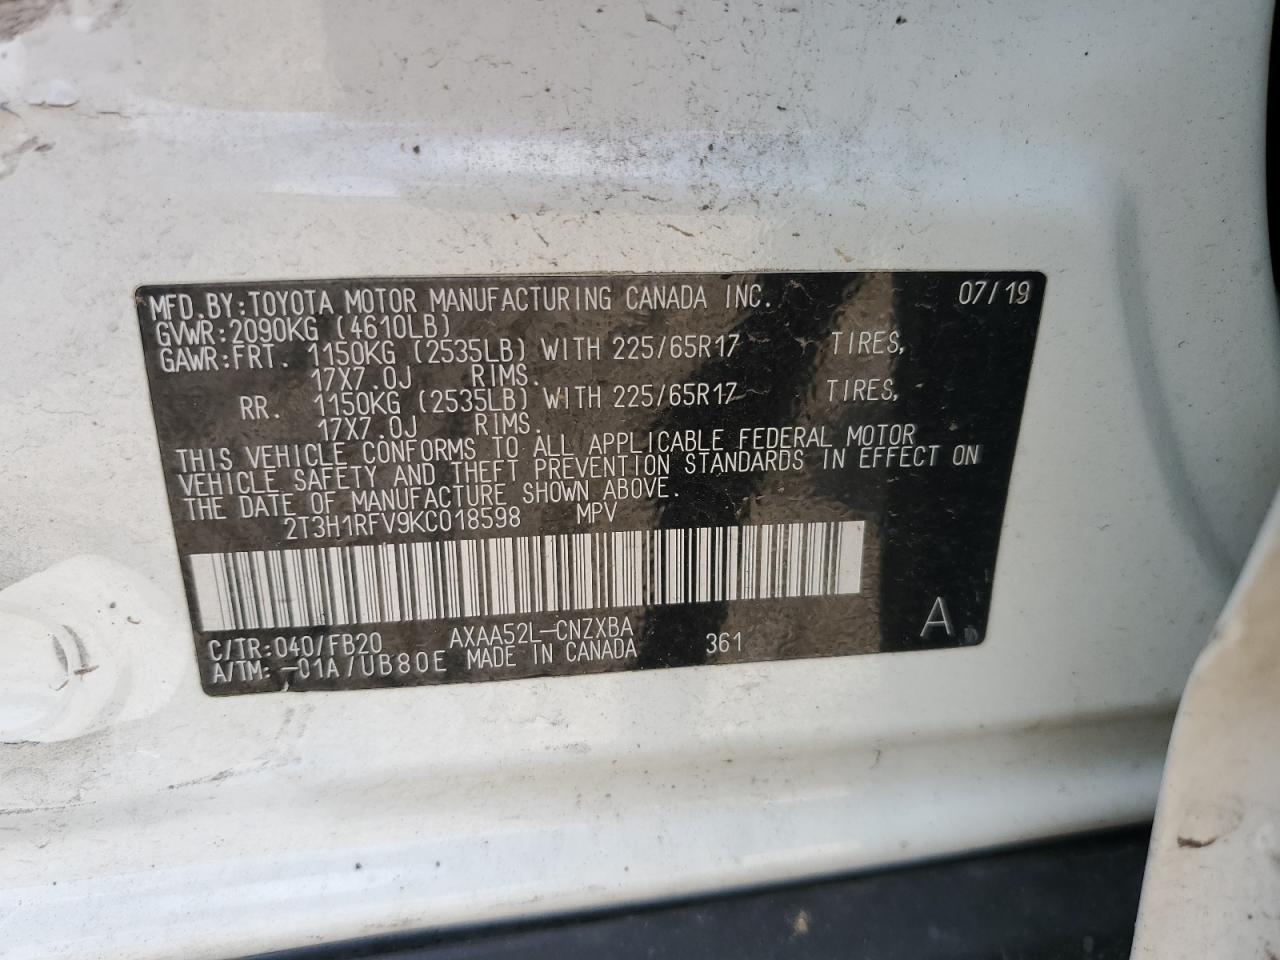 MFD.BY:TOYOTA MOTOR MANUFACTURING CANADA INC. 07/19
GVWR:2090KG (4610LB)
GAWR:FRT. 1150KG (2535LB) WITH 225/65R17 TIRES,
17X7.0J RIMS.
RR. 1150KG (2535LB) WITH 225/65R17 TIRES,
17X7.0J RIMS.
THIS VEHICLE CONFORMS TO ALL APPLICABLE FEDERAL MOTOR
VEHICLE SAFETY AND THEFT PREVENTION STANDARDS IN EFFECT ON
THE DATE OF MANUFACTURE SHOWN ABOVE.
2T3H1RFV9KC018598 MPV
C/TR:040/FB20 AXAA52L-CNZXBA 361 A
A/TM:-01A/UB80E MADE IN CANADA